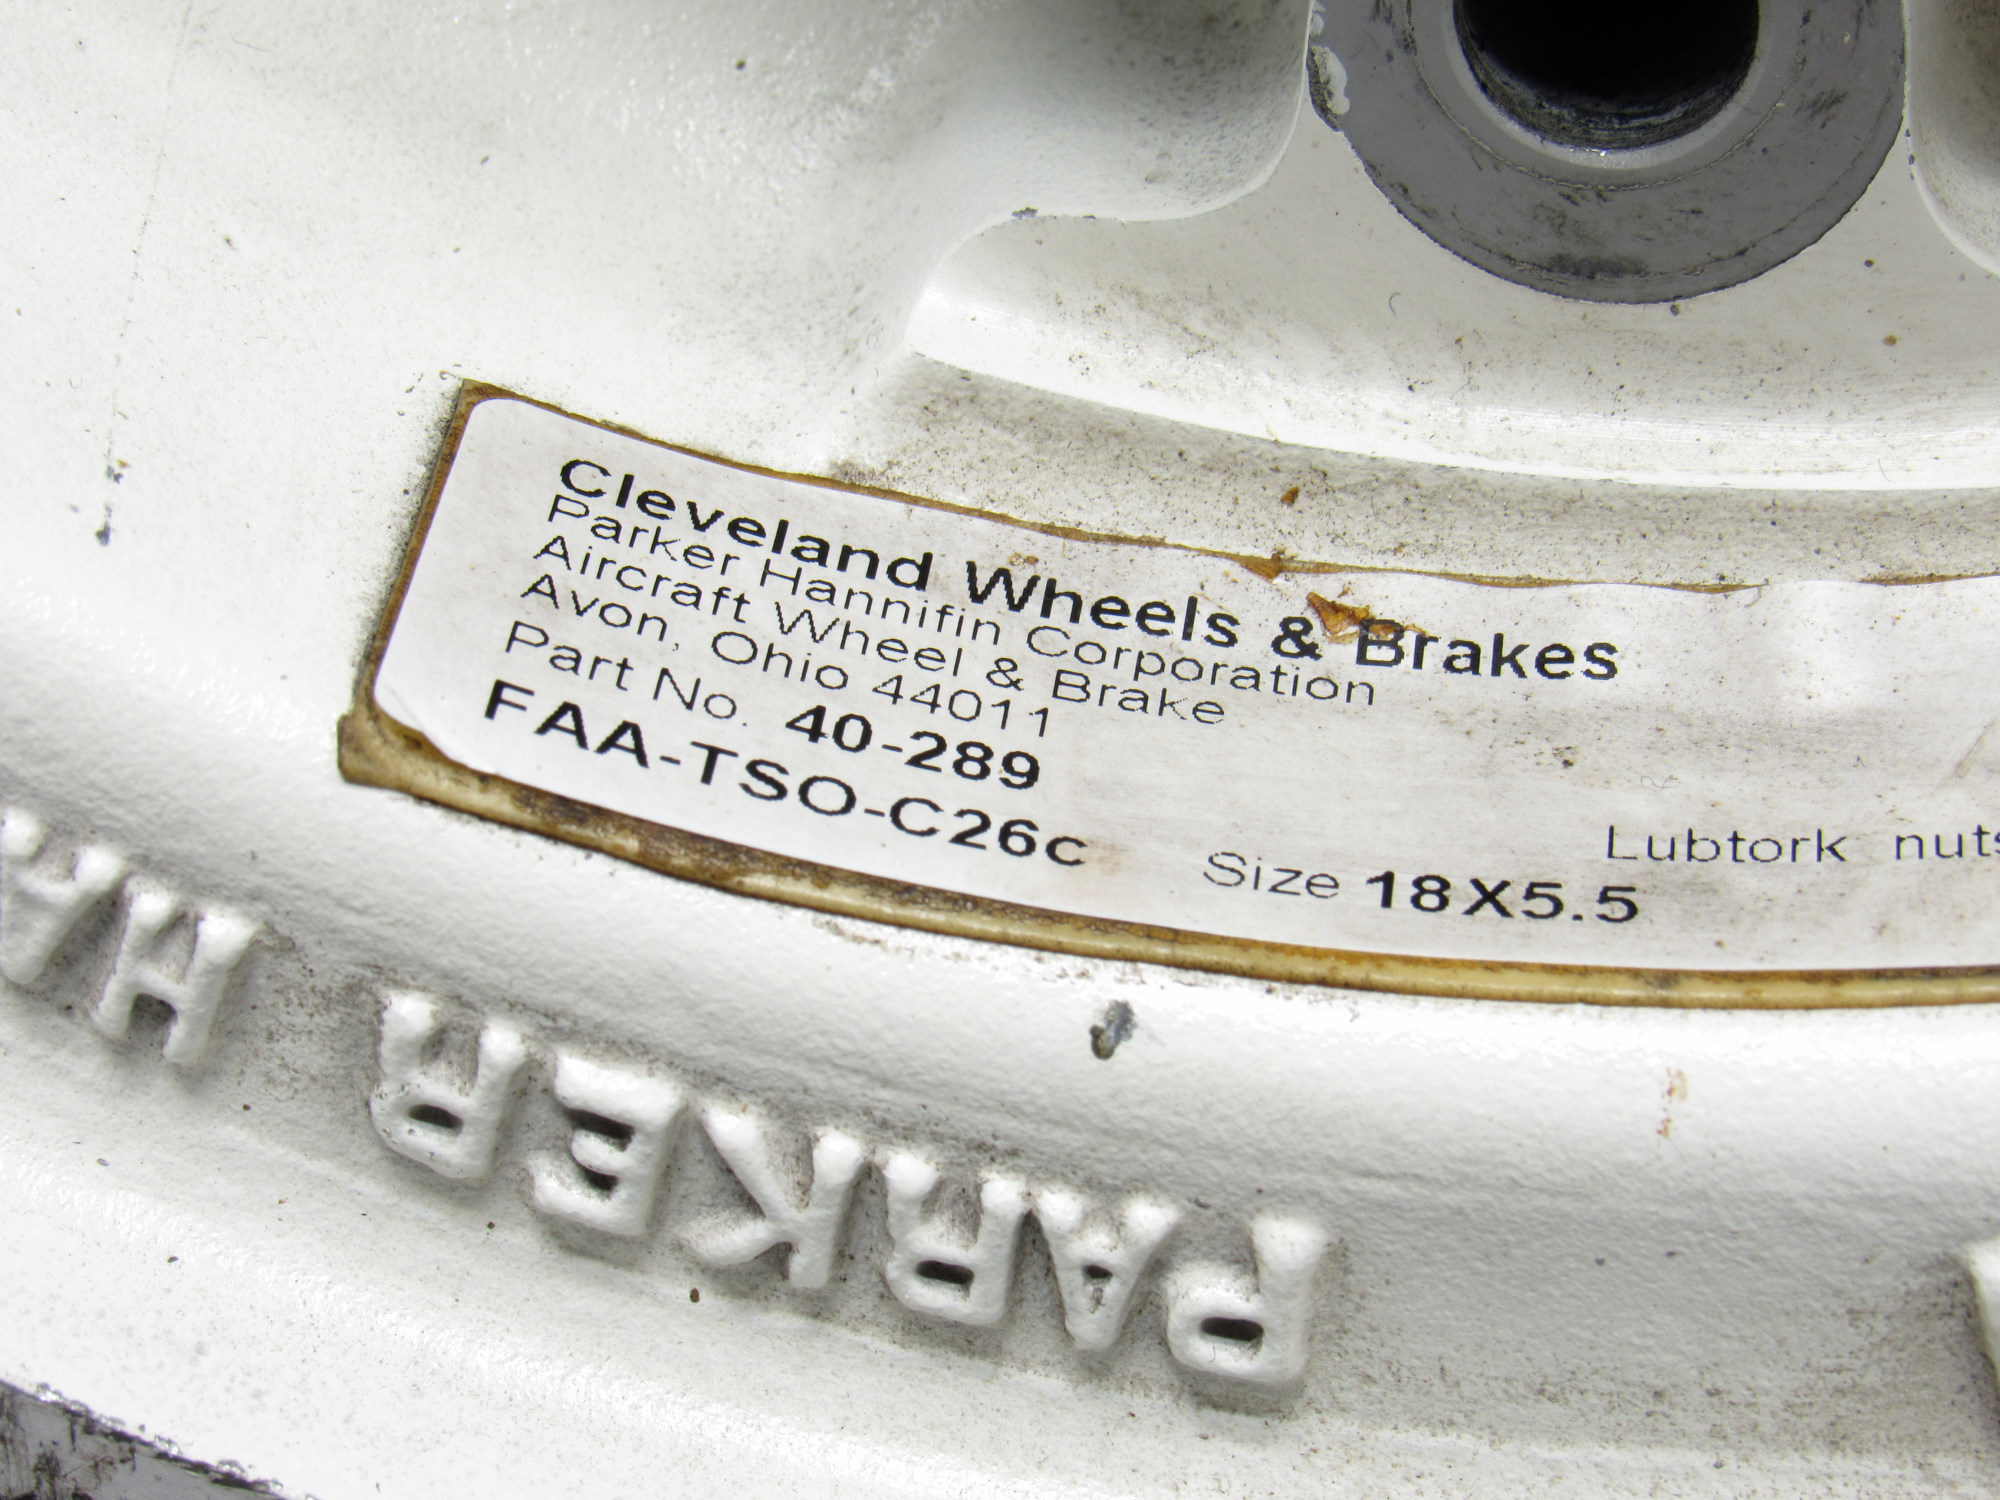 Cleveland Wheels & Brakes
Parker Hannifin Corporation
Aircraft Wheel & Brake
Avon, Ohio 44011
Part No. 40-289
FAA-TSO-C26c
Size 18X5.5
Lubtork nuts
PARKER HA